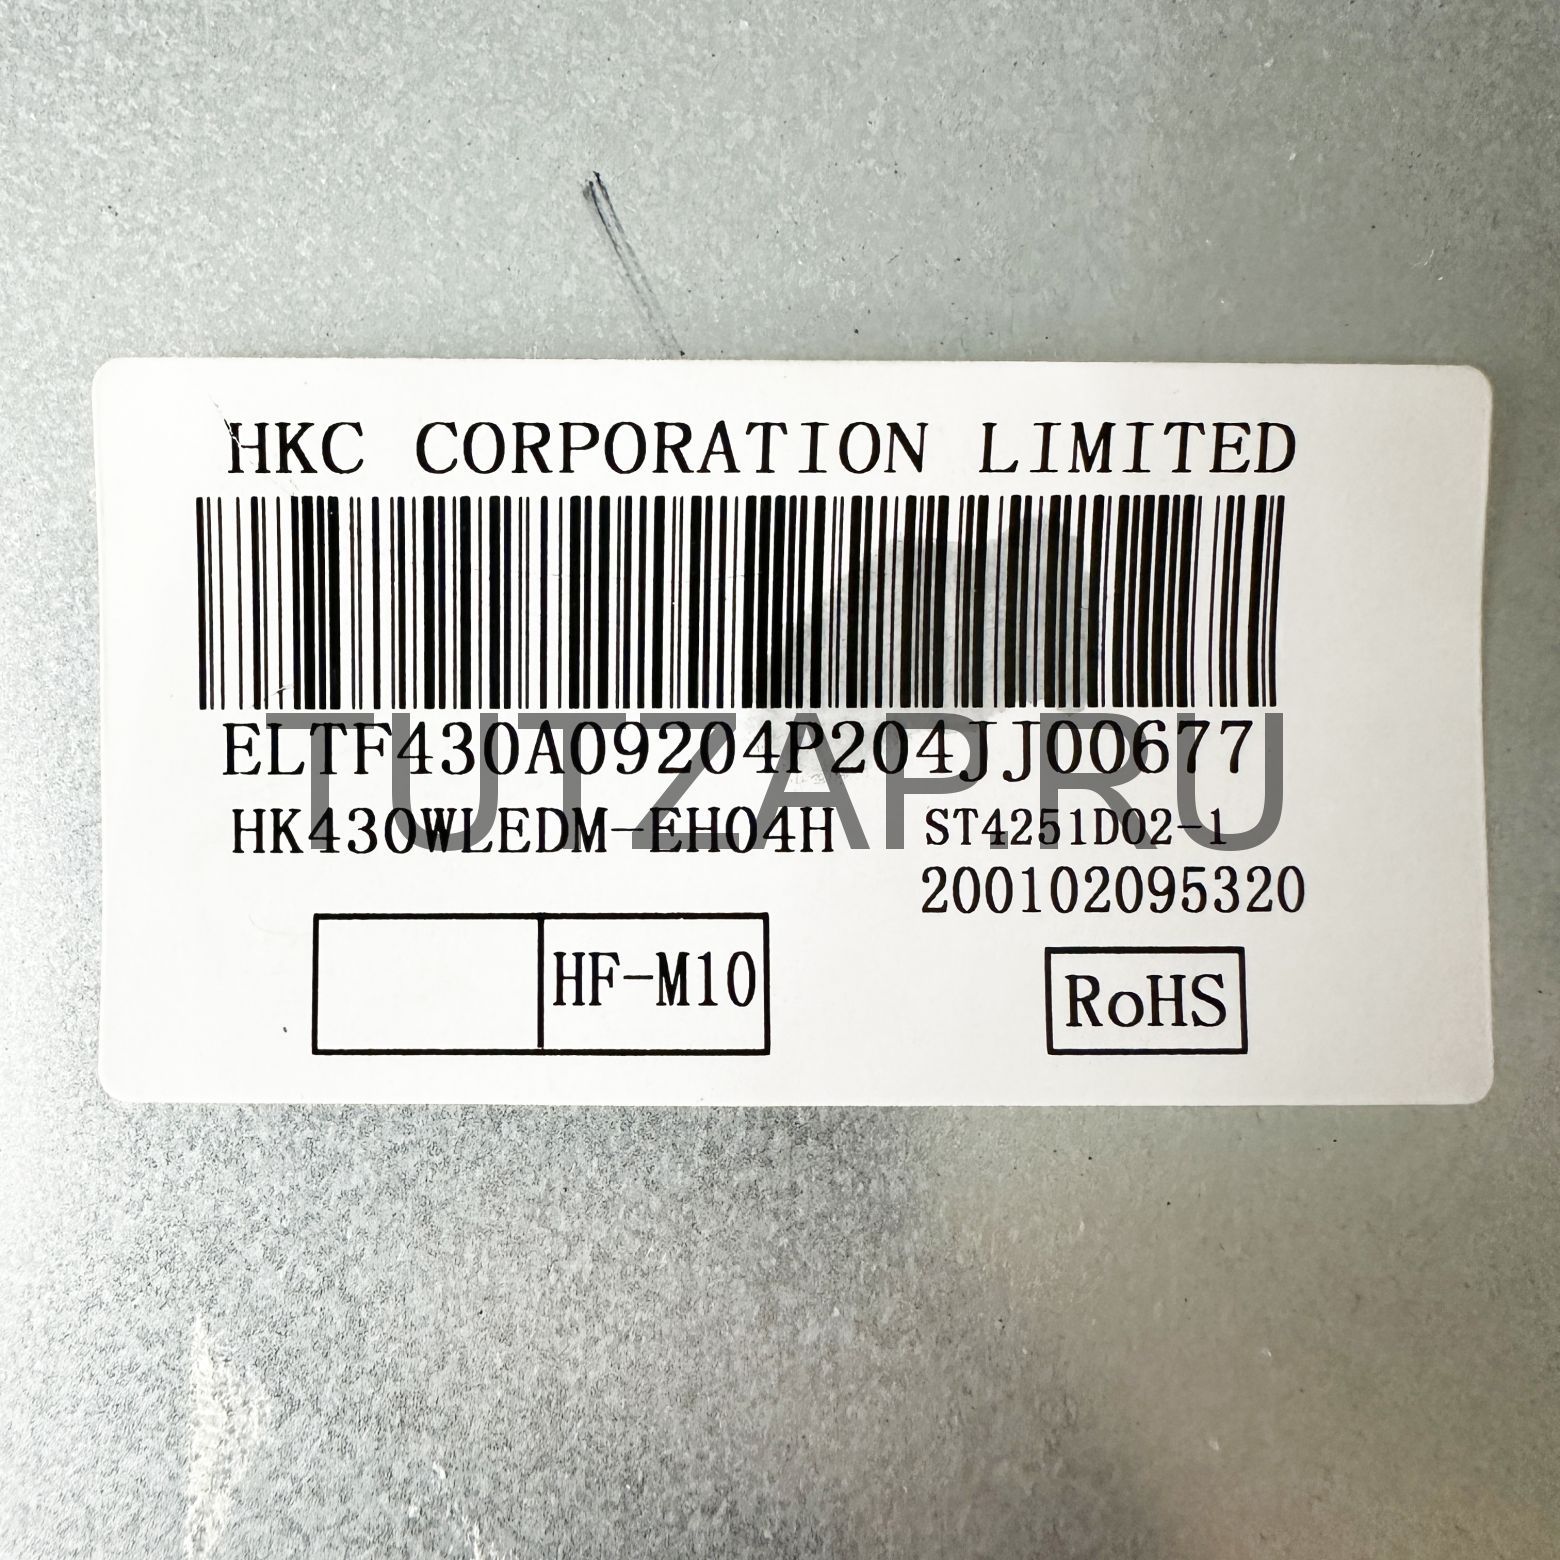 HKC CORPORATION LIMITED
ELTF430A09204P204JJ00677
HK430WLEDM-EH04H ST4251D02-1
200102095320
HF-M10
RoHS
TUTZAP.RU